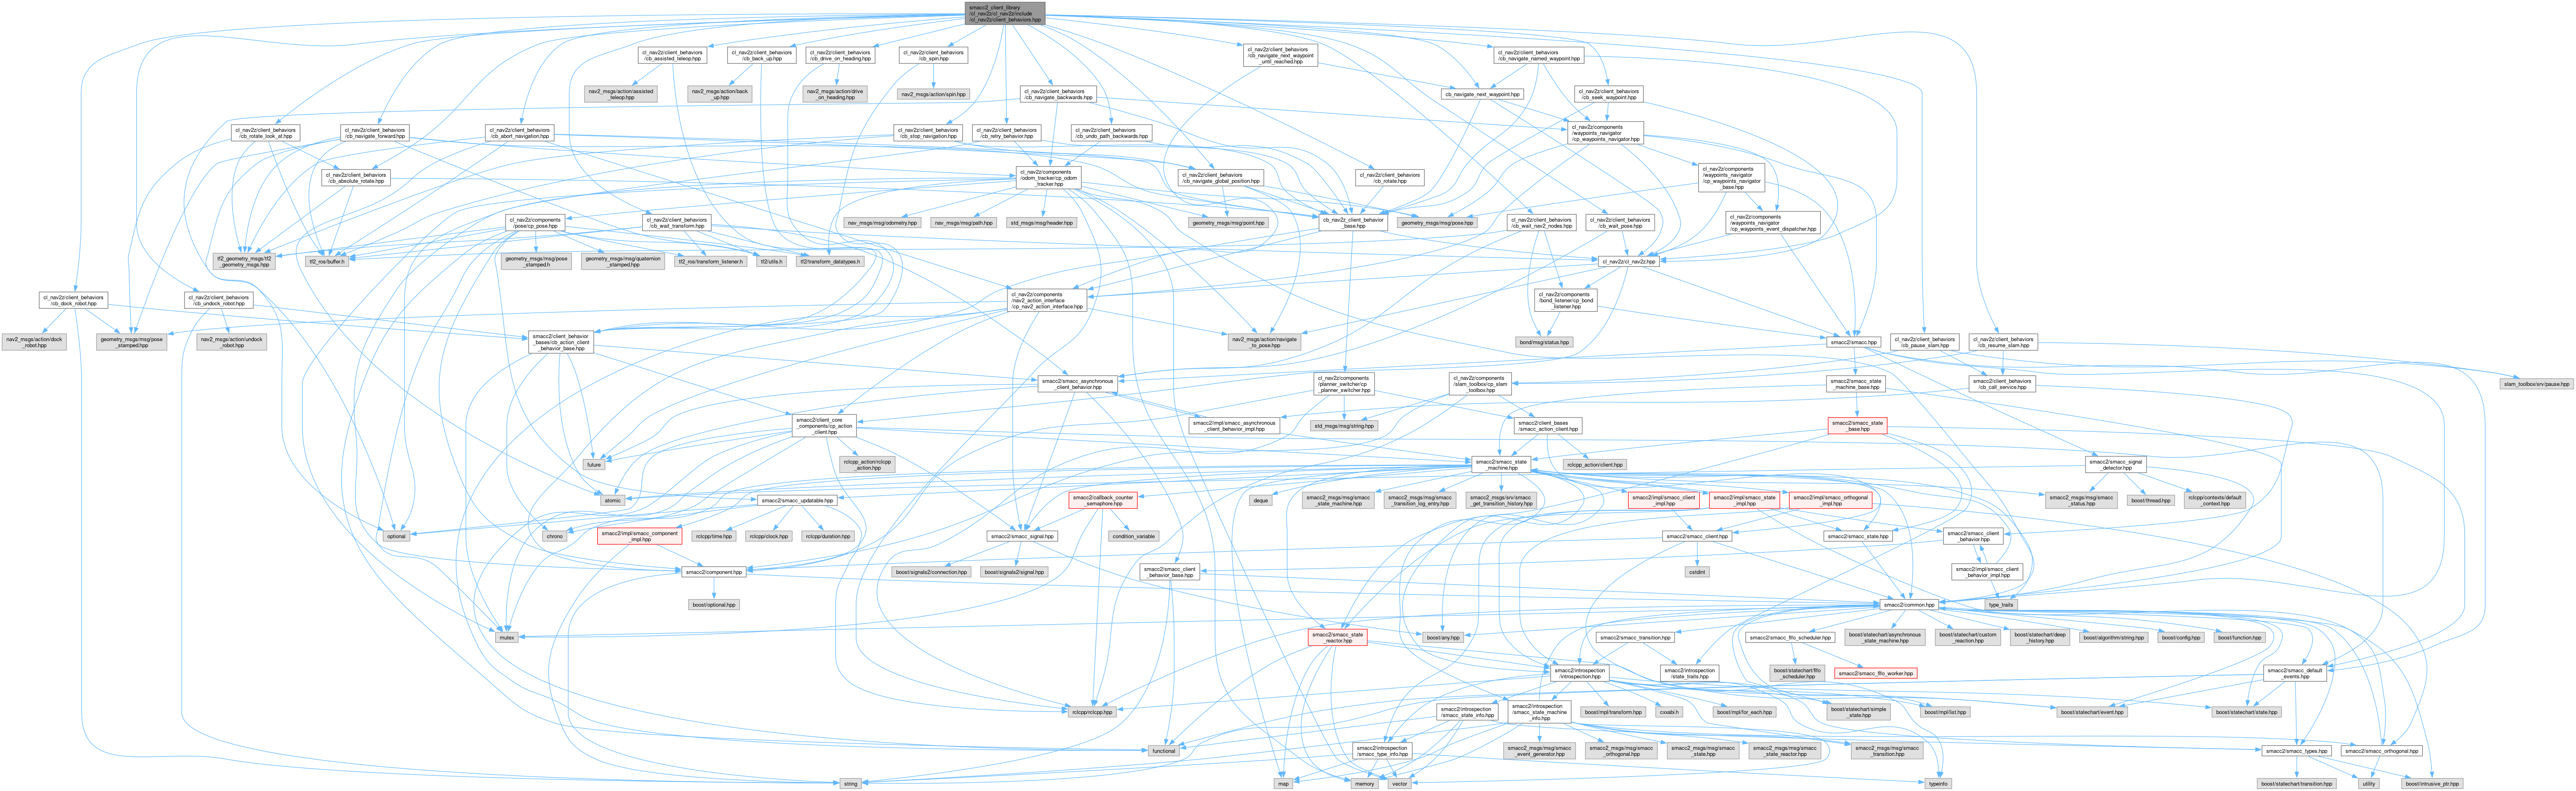 smacc2_client_library
/cl_nav2z/cl_nav2z/include
/cl_nav2z/client_behaviors.hpp
cl_nav2z/client_behaviors
/cb_assisted_teleop.hpp
cl_nav2z/client_behaviors
/cb_back_up.hpp
cl_nav2z/client_behaviors
/cb_drive_on_heading.hpp
cl_nav2z/client_behaviors
/cb_spin.hpp
cl_nav2z/client_behaviors
/cb_navigate_next_waypoint
_until_reached.hpp
cl_nav2z/client_behaviors
/cb_navigate_named_waypoint.hpp
nav2_msgs/action/assisted
_teleop.hpp
nav2_msgs/action/back
_up.hpp
nav2_msgs/action/drive
_on_heading.hpp
nav2_msgs/action/spin.hpp
cl_nav2z/client_behaviors
/cb_navigate_backwards.hpp
cb_navigate_next_waypoint.hpp
cl_nav2z/client_behaviors
/cb_seek_waypoint.hpp
cl_nav2z/client_behaviors
/cb_rotate_look_at.hpp
cl_nav2z/client_behaviors
/cb_navigate_forward.hpp
cl_nav2z/client_behaviors
/cb_abort_navigation.hpp
cl_nav2z/client_behaviors
/cb_stop_navigation.hpp
cl_nav2z/client_behaviors
/cb_retry_behavior.hpp
cl_nav2z/client_behaviors
/cb_undo_path_backwards.hpp
cl_nav2z/components
/waypoints_navigator
/cp_waypoints_navigator.hpp
cl_nav2z/client_behaviors
/cb_absolute_rotate.hpp
cl_nav2z/components
/odom_tracker/cp_odom
_tracker.hpp
cl_nav2z/client_behaviors
/cb_navigate_global_position.hpp
cl_nav2z/client_behaviors
/cb_rotate.hpp
cl_nav2z/components
/waypoints_navigator
/cp_waypoints_navigator
_base.hpp
cl_nav2z/components
/pose/cp_pose.hpp
cl_nav2z/client_behaviors
/cb_wait_transform.hpp
nav_msgs/msg/odometry.hpp
nav_msgs/msg/path.hpp
std_msgs/msg/header.hpp
geometry_msgs/msg/point.hpp
cb_nav2z_client_behavior
_base.hpp
geometry_msgs/msg/pose.hpp
cl_nav2z/client_behaviors
/cb_wait_nav2_nodes.hpp
cl_nav2z/client_behaviors
/cb_wait_pose.hpp
cl_nav2z/components
/waypoints_navigator
/cp_waypoints_event_dispatcher.hpp
tf2_geometry_msgs/tf2
_geometry_msgs.hpp
tf2_ros/buffer.h
geometry_msgs/msg/pose
_stamped.h
geometry_msgs/msg/quaternion
_stamped.hpp
tf2_ros/transform_listener.h
tf2/utils.h
tf2/transform_datatypes.h
cl_nav2z/cl_nav2z.hpp
cl_nav2z/client_behaviors
/cb_dock_robot.hpp
cl_nav2z/client_behaviors
/cb_undock_robot.hpp
cl_nav2z/components
/nav2_action_interface
/cp_nav2_action_interface.hpp
cl_nav2z/components
/bond_listener/cp_bond
_listener.hpp
nav2_msgs/action/dock
_robot.hpp
geometry_msgs/msg/pose
_stamped.hpp
nav2_msgs/action/undock
_robot.hpp
smacc2/client_behavior
_bases/cb_action_client
_behavior_base.hpp
nav2_msgs/action/navigate
_to_pose.hpp
bond/msg/status.hpp
smacc2/smacc.hpp
cl_nav2z/client_behaviors
/cb_pause_slam.hpp
cl_nav2z/client_behaviors
/cb_resume_slam.hpp
smacc2/smacc_asynchronous
_client_behavior.hpp
cl_nav2z/components
/planner_switcher/cp
_planner_switcher.hpp
cl_nav2z/components
/slam_toolbox/cp_slam
_toolbox.hpp
smacc2/smacc_state
_machine_base.hpp
smacc2/client_behaviors
/cb_call_service.hpp
slam_toolbox/srv/pause.hpp
smacc2/client_core
_components/cp_action
_client.hpp
smacc2/impl/smacc_asynchronous
_client_behavior_impl.hpp
std_msgs/msg/string.hpp
smacc2/client_bases
/smacc_action_client.hpp
smacc2/smacc_state
_base.hpp
future
rclcpp_action/rclcpp
_action.hpp
smacc2/smacc_state
_machine.hpp
rclcpp_action/client.hpp
smacc2/smacc_signal
_detector.hpp
atomic
smacc2/smacc_updatable.hpp
smacc2/callback_counter
_semaphore.hpp
deque
smacc2_msgs/msg/smacc
_state_machine.hpp
smacc2_msgs/msg/smacc
_transition_log_entry.hpp
smacc2_msgs/srv/smacc
_get_transition_history.hpp
smacc2/impl/smacc_client
_impl.hpp
smacc2/impl/smacc_state
_impl.hpp
smacc2/impl/smacc_orthogonal
_impl.hpp
smacc2_msgs/msg/smacc
_status.hpp
boost/thread.hpp
rclcpp/contexts/default
_context.hpp
optional
chrono
smacc2/impl/smacc_component
_impl.hpp
rclcpp/time.hpp
rclcpp/clock.hpp
rclcpp/duration.hpp
smacc2/smacc_signal.hpp
condition_variable
smacc2/smacc_client.hpp
smacc2/smacc_state.hpp
smacc2/smacc_client
_behavior.hpp
smacc2/component.hpp
boost/signals2/connection.hpp
boost/signals2/signal.hpp
smacc2/smacc_client
_behavior_base.hpp
cstdint
smacc2/impl/smacc_client
_behavior_impl.hpp
boost/optional.hpp
smacc2/common.hpp
type_traits
mutex
smacc2/smacc_state
_reactor.hpp
boost/any.hpp
smacc2/smacc_transition.hpp
smacc2/smacc_fifo_scheduler.hpp
boost/statechart/asynchronous
_state_machine.hpp
boost/statechart/custom
_reaction.hpp
boost/statechart/deep
_history.hpp
boost/algorithm/string.hpp
boost/config.hpp
boost/function.hpp
smacc2/introspection
/introspection.hpp
smacc2/introspection
/state_traits.hpp
boost/statechart/fifo
_scheduler.hpp
smacc2/smacc_fifo_worker.hpp
smacc2/smacc_default
_events.hpp
rclcpp/rclcpp.hpp
smacc2/introspection
/smacc_state_info.hpp
smacc2/introspection
/smacc_state_machine
_info.hpp
boost/mpl/transform.hpp
cxxabi.h
boost/mpl/for_each.hpp
boost/statechart/simple
_state.hpp
boost/mpl/list.hpp
boost/statechart/event.hpp
boost/statechart/state.hpp
functional
smacc2/introspection
/smacc_type_info.hpp
smacc2_msgs/msg/smacc
_event_generator.hpp
smacc2_msgs/msg/smacc
_orthogonal.hpp
smacc2_msgs/msg/smacc
_state.hpp
smacc2_msgs/msg/smacc
_state_reactor.hpp
smacc2_msgs/msg/smacc
_transition.hpp
smacc2/smacc_types.hpp
smacc2/smacc_orthogonal.hpp
string
map
memory
vector
typeinfo
boost/statechart/transition.hpp
utility
boost/intrusive_ptr.hpp